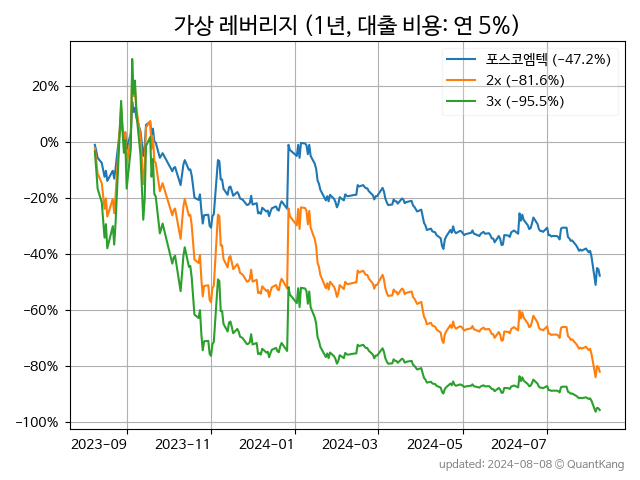 가상 레버리지 (1년, 대출 비용: 연 5%)
포스코엠텍 (−47.2%)
2x (−81.6%)
3x (−95.5%)
20%
0%
−20%
−40%
−60%
−80%
−100%
2023-09
2023-11
2024-01
2024-03
2024-05
2024-07
updated: 2024-08-08 © QuantKang